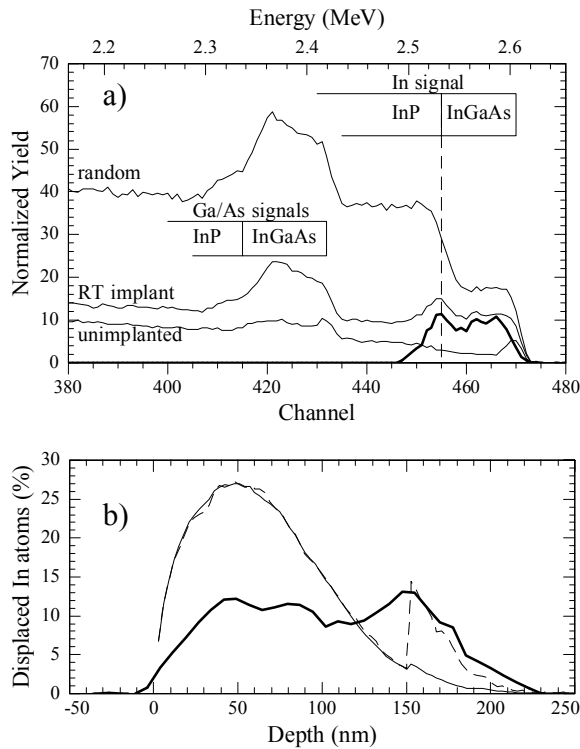 Energy (MeV)
2.2 2.3 2.4 2.5 2.6
70
60
50
40
30
20
10
0
Normalized Yield
a)
In signal
InP InGaAs
random
Ga/As signals
InP InGaAs
RT implant
unimplanted
380 400 420 440 460 480
Channel
30
25
20
15
10
5
0
Displaced In atoms (%)
b)
-50 0 50 100 150 200 250
Depth (nm)